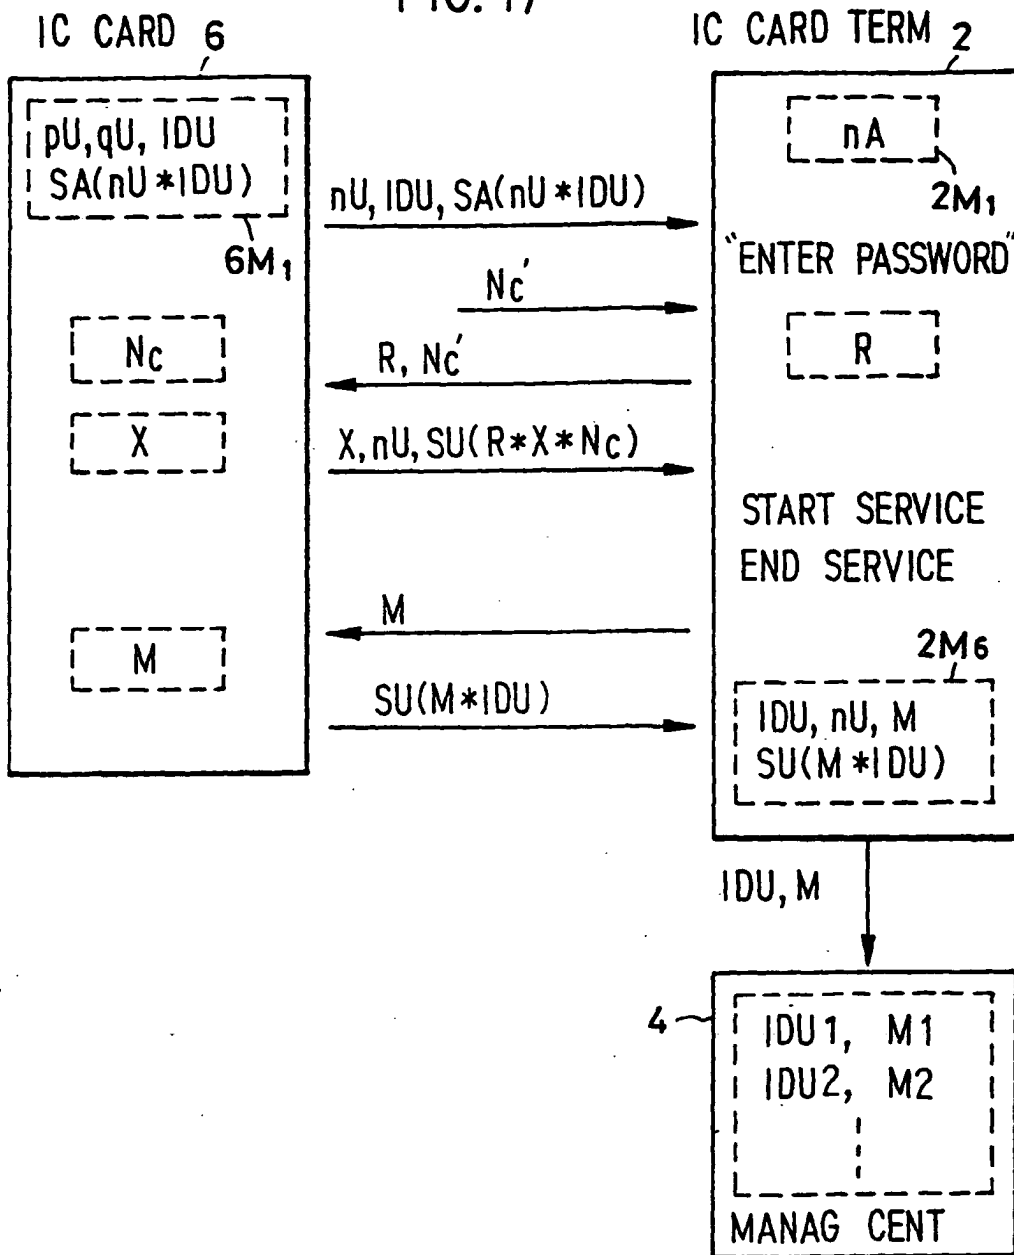 IC CARD 6
IC CARD TERM 2
pU, qU, IDU
SA(nU*IDU)
6M1
nA
2M1
nU, IDU, SA(nU*IDU)
"ENTER PASSWORD"
Nc'
Nc
R
R, Nc'
X
X, nU, SU(R*X*Nc)
START SERVICE
END SERVICE
M
M
2M6
SU(M*IDU)
IDU, nU, M
SU(M*IDU)
IDU, M
4
IDU1, M1
IDU2, M2
MANAG CENT